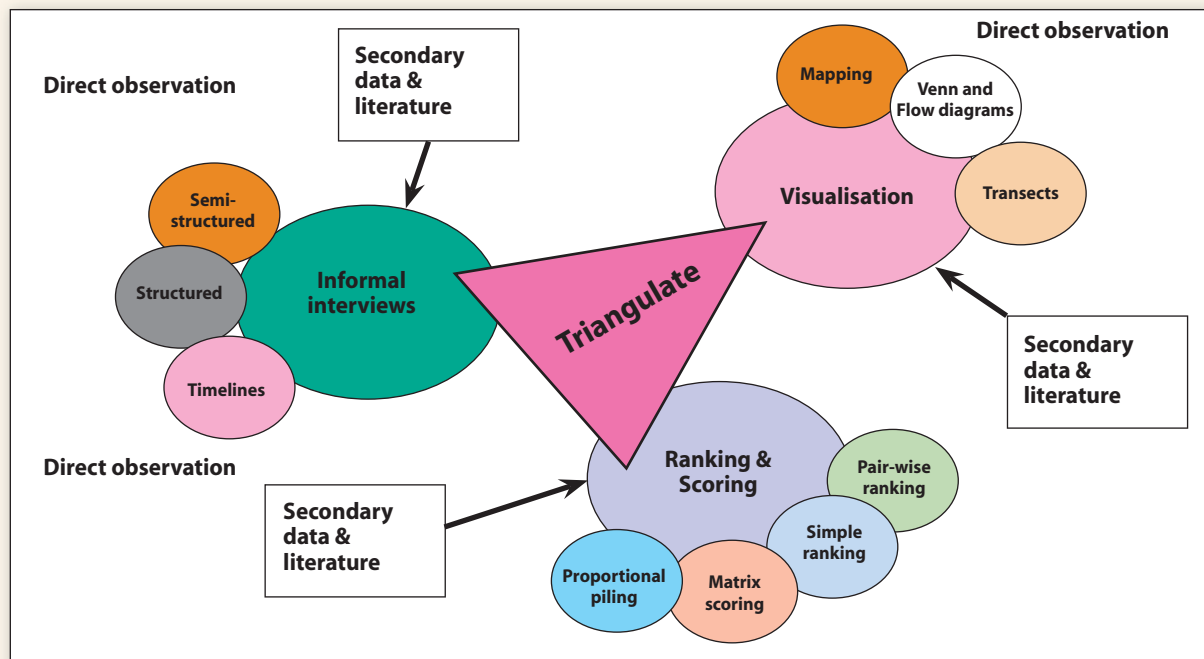 Direct observation
Secondary
data &
literature
Direct observation
Mapping
Venn and
Flow diagrams
Visualisation
Transects
Semi-
structured
Structured
Informal
interviews
Timelines
Triangulate
Secondary
data &
literature
Direct observation
Secondary
data &
literature
Ranking &
Scoring
Pair-wise
ranking
Simple
ranking
Matrix
scoring
Proportional
piling